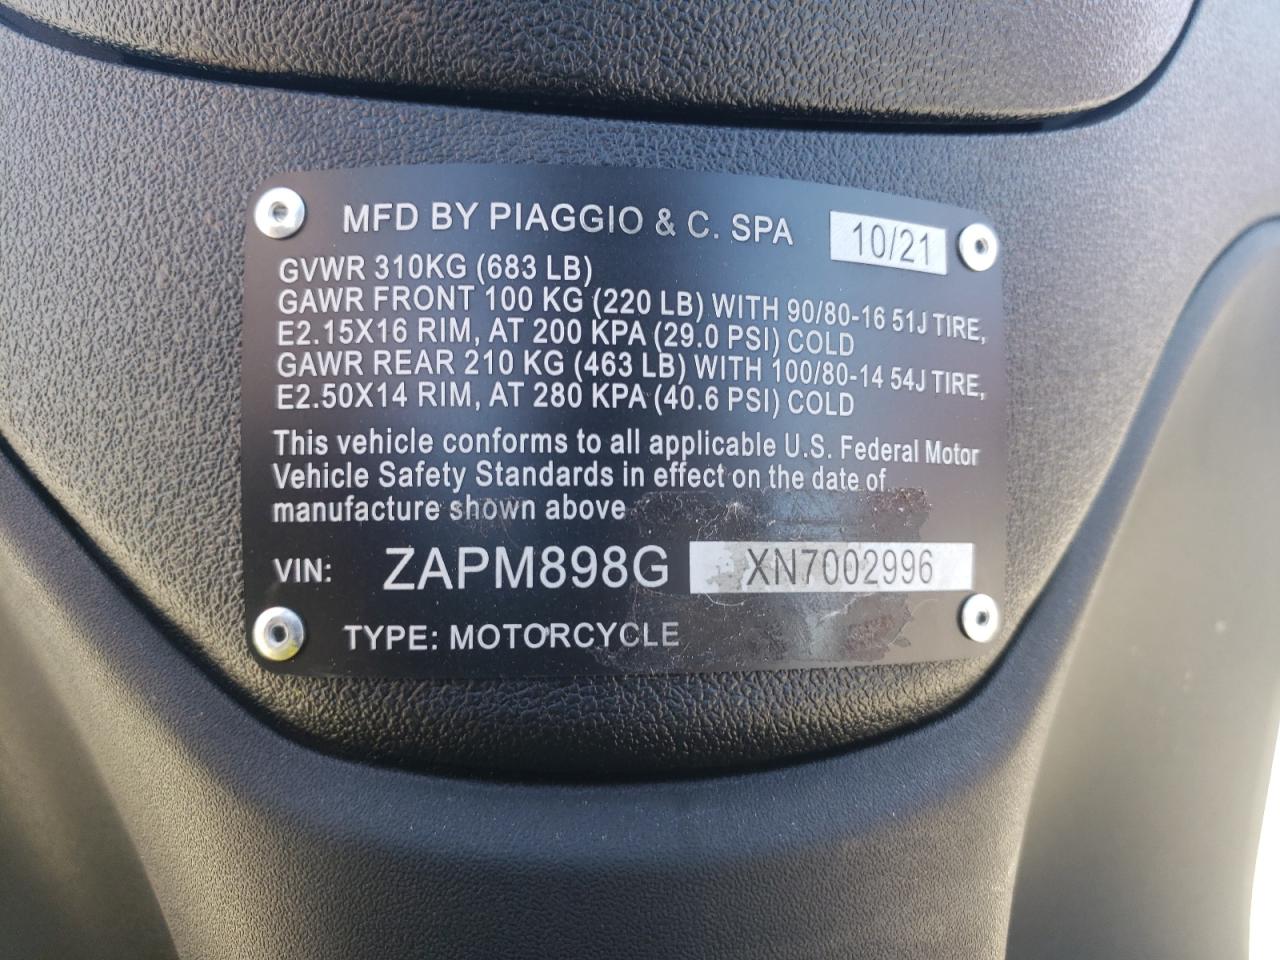 MFD BY PIAGGIO & C. SPA 10/21
GVWR 310KG (683 LB)
GAWR FRONT 100 KG (220 LB) WITH 90/80-16 51J TIRE,
E2.15X16 RIM, AT 200 KPA (29.0 PSI) COLD
GAWR REAR 210 KG (463 LB) WITH 100/80-14 54J TIRE,
E2.50X14 RIM, AT 280 KPA (40.6 PSI) COLD
This vehicle conforms to all applicable U.S. Federal Motor
Vehicle Safety Standards in effect on the date of
manufacture shown above
VIN: ZAPM898G XN7002996
TYPE: MOTORCYCLE